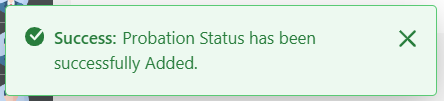 Success: Probation Status has been
successfully Added.